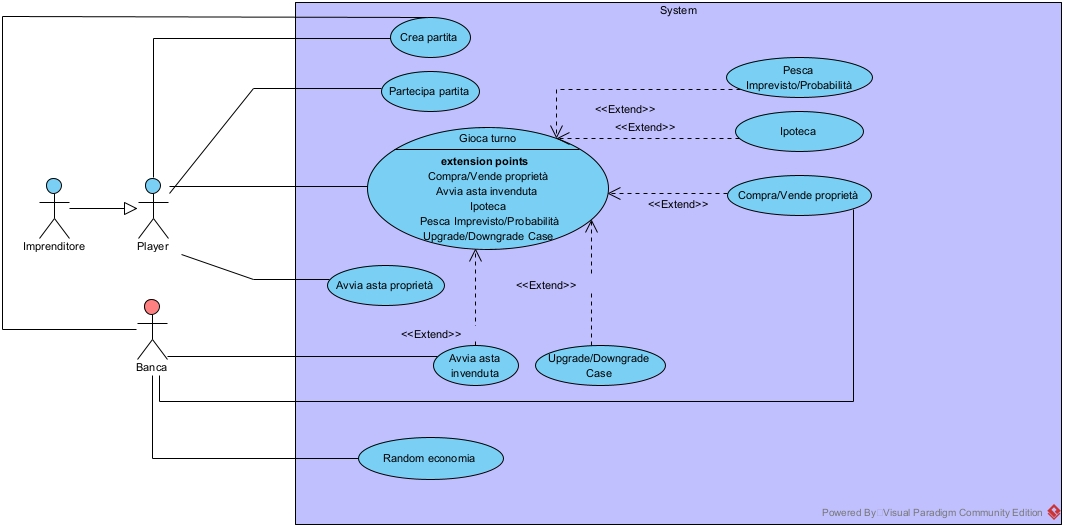 System
Crea partita
Partecipa partita
Pesca
Imprevisto/Probabilità
<<Extend>>
<<Extend>>
Ipoteca
Gioca turno
extension points
Compra/Vende proprietà
Avvia asta invenduta
Ipoteca
Pesca Imprevisto/Probabilità
Upgrade/Downgrade Case
Compra/Vende proprietà
<<Extend>>
Imprenditore
Player
Avvia asta proprietà
<<Extend>>
<<Extend>>
Banca
Avvia asta
invenduta
Upgrade/Downgrade
Case
Random economia
Powered By Visual Paradigm Community Edition